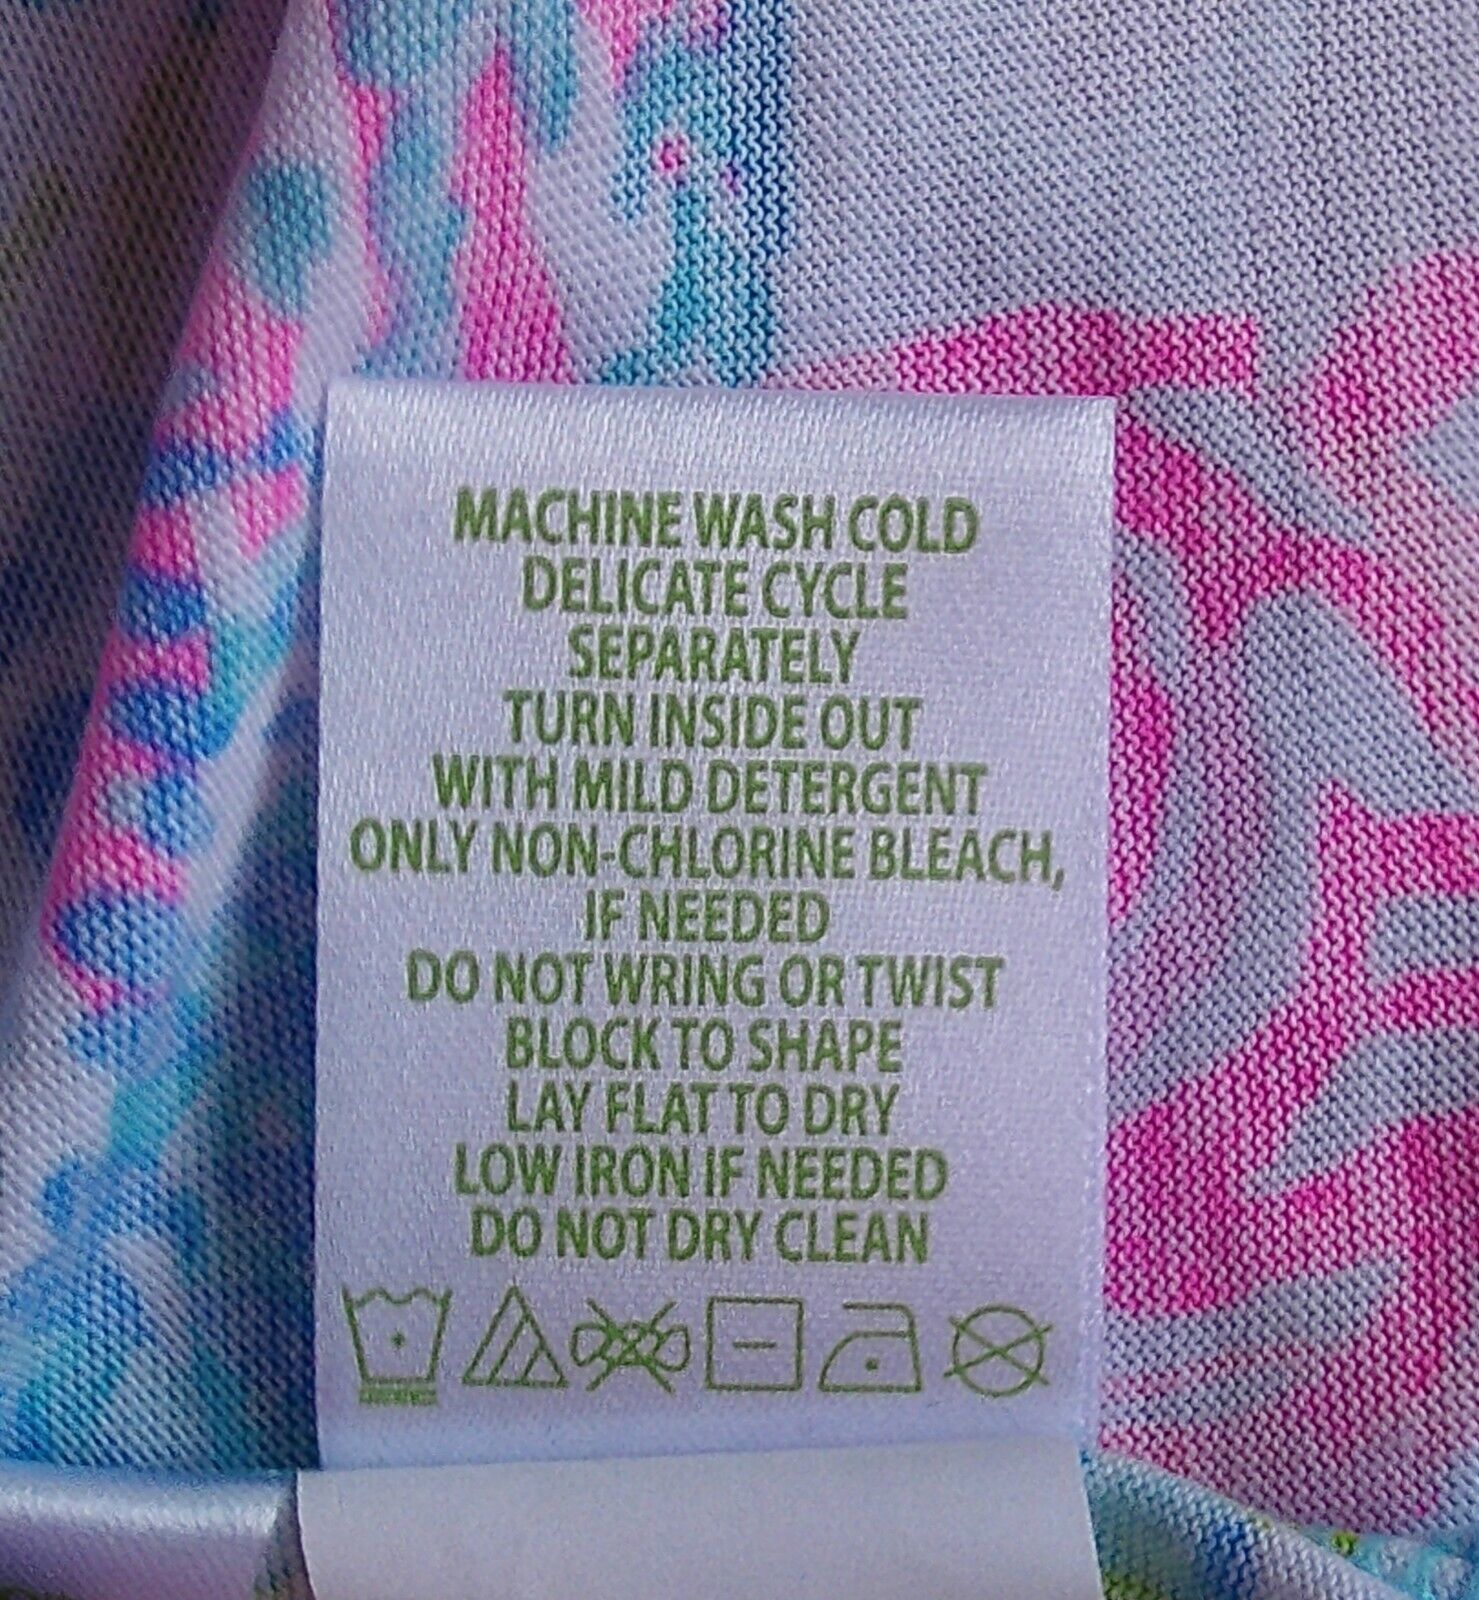 MACHINE WASH COLD
DELICATE CYCLE
SEPARATELY
TURN INSIDE OUT
WITH MILD DETERGENT
ONLY NON-CHLORINE BLEACH,
IF NEEDED
DO NOT WRING OR TWIST
BLOCK TO SHAPE
LAY FLAT TO DRY
LOW IRON IF NEEDED
DO NOT DRY CLEAN